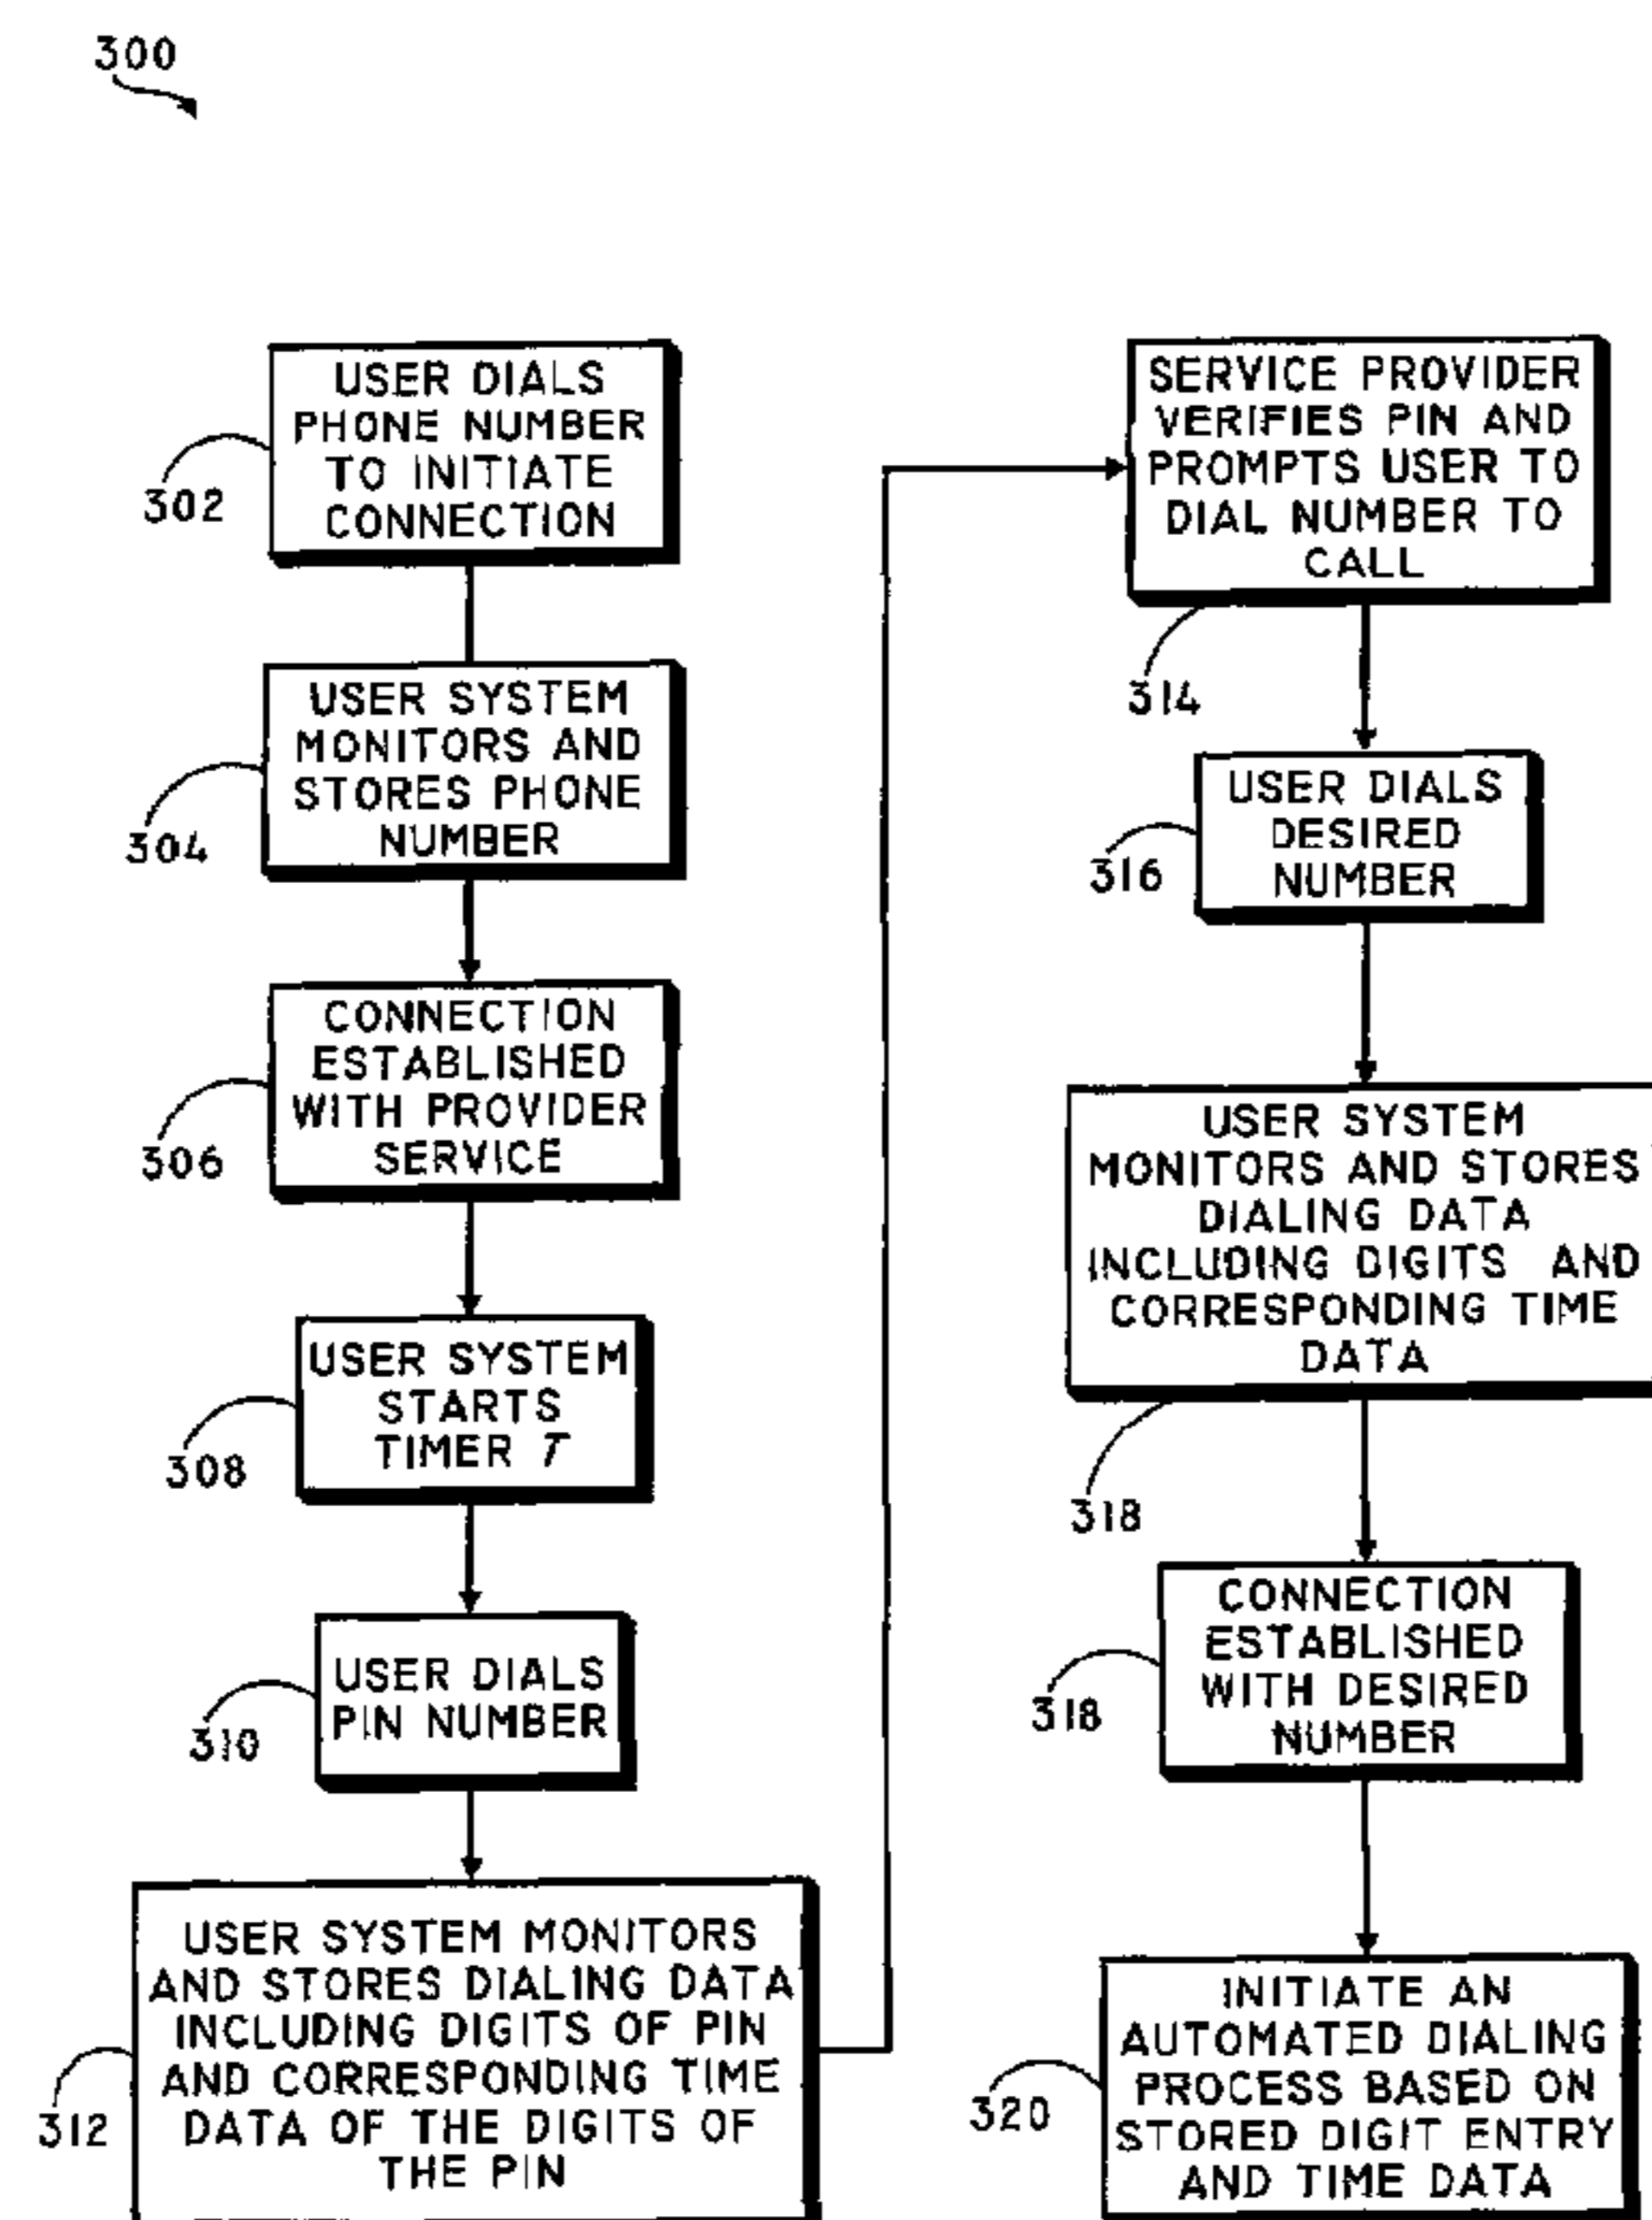 300
USER DIALS
PHONE NUMBER
TO INITIATE
CONNECTION
302
USER SYSTEM
MONITORS AND
STORES PHONE
NUMBER
304
CONNECTION
ESTABLISHED
WITH PROVIDER
SERVICE
306
USER SYSTEM
STARTS
TIMER T
308
USER DIALS
PIN NUMBER
310
USER SYSTEM MONITORS
AND STORES DIALING DATA
INCLUDING DIGITS OF PIN
AND CORRESPONDING TIME
DATA OF THE DIGITS OF
THE PIN
312
SERVICE PROVIDER
VERIFIES PIN AND
PROMPTS USER TO
DIAL NUMBER TO
CALL
314
USER DIALS
DESIRED
NUMBER
316
USER SYSTEM
MONITORS AND STORES
DIALING DATA
INCLUDING DIGITS AND
CORRESPONDING TIME
DATA
318
CONNECTION
ESTABLISHED
WITH DESIRED
NUMBER
318
INITIATE AN
AUTOMATED DIALING
PROCESS BASED ON
STORED DIGIT ENTRY
AND TIME DATA
320